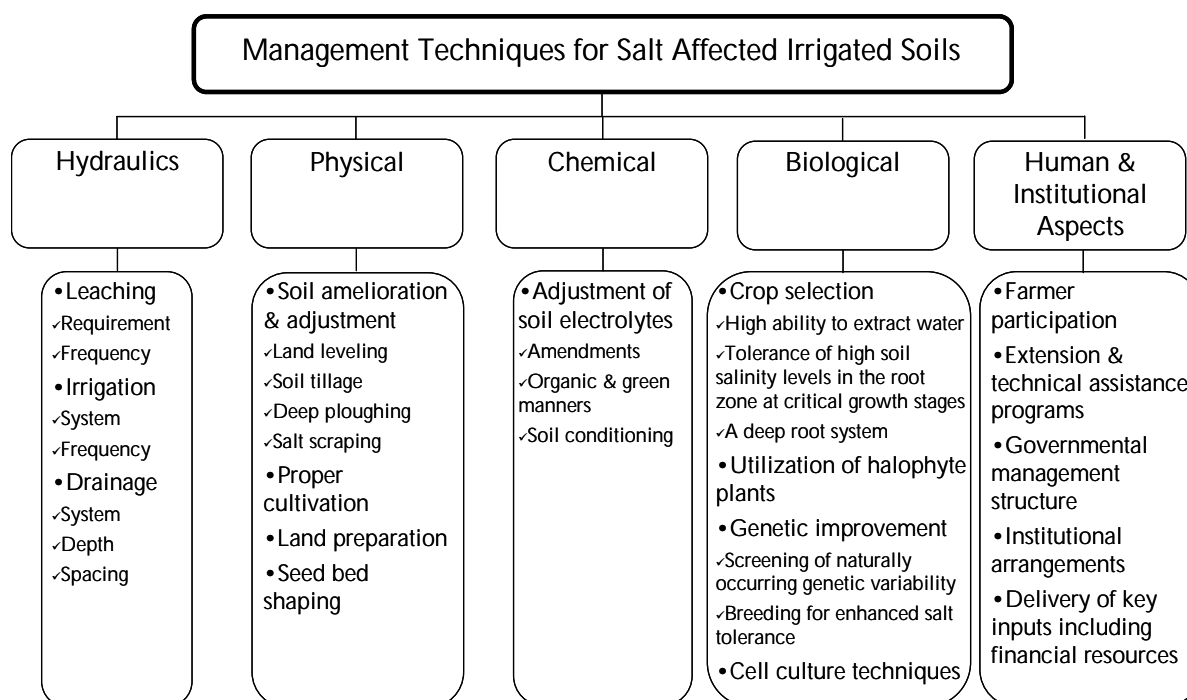 Management Techniques for Salt Affected Irrigated Soils
Hydraulics
Physical
Chemical
Biological
Human &
Institutional
Aspects
•Leaching
✓Requirement
✓Frequency
•Irrigation
✓System
✓Frequency
•Drainage
✓System
✓Depth
✓Spacing
•Soil amelioration
& adjustment
✓Land leveling
✓Soil tillage
✓Deep ploughing
✓Salt scraping
•Proper
cultivation
•Land preparation
•Seed bed
shaping
•Adjustment of
soil electrolytes
✓Amendments
✓Organic & green
manners
✓Soil conditioning
•Crop selection
✓High ability to extract water
✓Tolerance of high soil
salinity levels in the root
zone at critical growth stages
✓A deep root system
•Utilization of halophyte
plants
•Genetic improvement
✓Screening of naturally
occurring genetic variability
✓Breeding for enhanced salt
tolerance
•Cell culture techniques
•Farmer
participation
•Extension &
technical assistance
programs
•Governmental
management
structure
•Institutional
arrangements
•Delivery of key
inputs including
financial resources